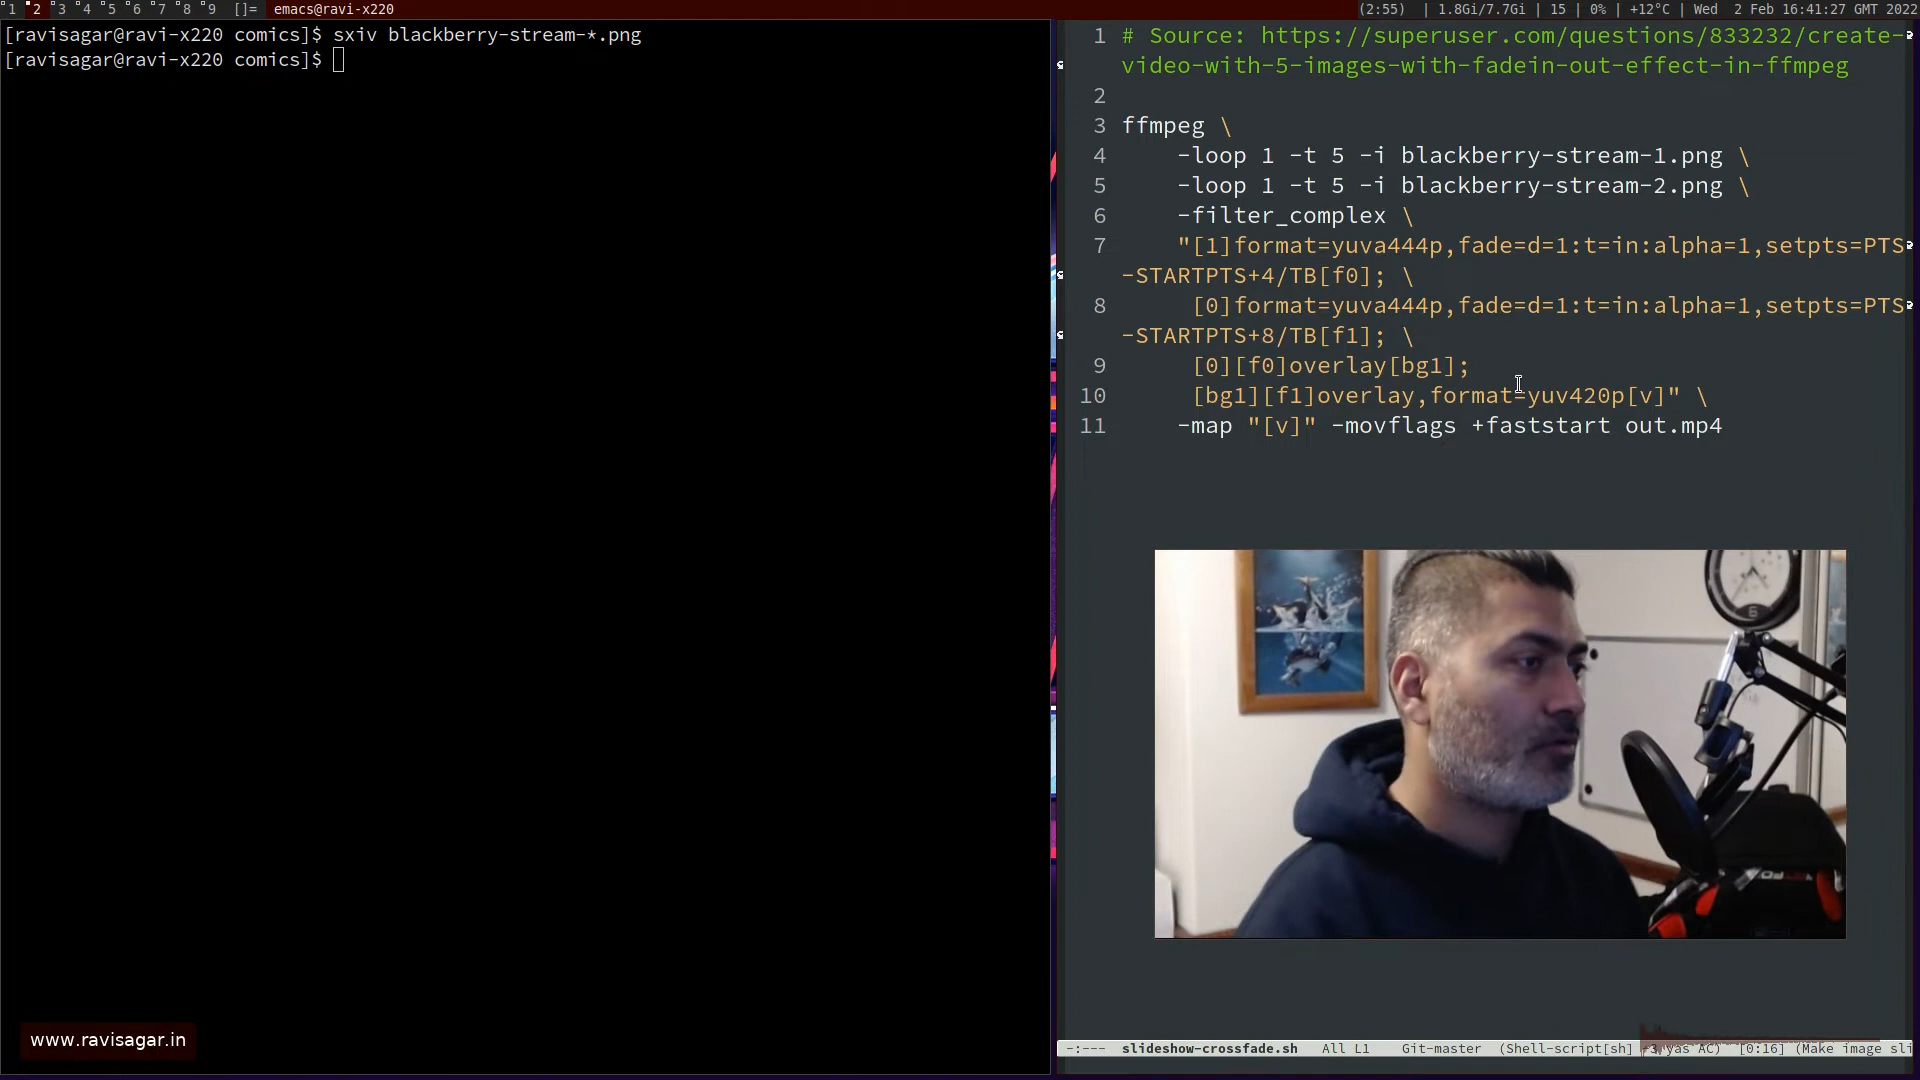 1 2 3 4 5 6 7 8 9 []= emacs@ravi-x220 (2:55) | 1.8Gi/7.7Gi | 15 | 0% | +12°C | Wed 2 Feb 16:41:27 GMT 2022
[ravisagar@ravi-x220 comics]$ sxiv blackberry-stream-*.png
[ravisagar@ravi-x220 comics]$
1 # Source: https://superuser.com/questions/833232/create-
video-with-5-images-with-fadein-out-effect-in-ffmpeg
2
3 ffmpeg \
4 -loop 1 -t 5 -i blackberry-stream-1.png \
5 -loop 1 -t 5 -i blackberry-stream-2.png \
6 -filter_complex \
7 "[1]format=yuva444p,fade=d=1:t=in:alpha=1,setpts=PTS
-STARTPTS+4/TB[f0]; \
8 [0]format=yuva444p,fade=d=1:t=in:alpha=1,setpts=PTS
-STARTPTS+8/TB[f1]; \
9 [0][f0]overlay[bg1];
10 [bg1][f1]overlay,format=yuv420p[v]" \
11 -map "[v]" -movflags +faststart out.mp4
6
www.ravisagar.in
-:--- slideshow-crossfade.sh All L1 Git-master (Shell-script[sh] +3 yas AC) [0:16] (Make image sli